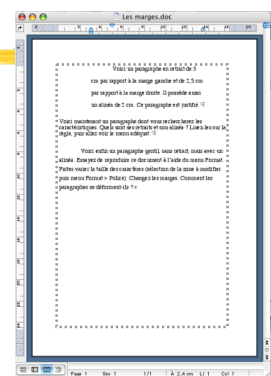 Les marges.doc
Voici un paragraphe en retrait de 3
cm par rapport à la marge gauche et de 2,5 cm
par rapport à la marge droite. Il possède aussi
un alinéa de 2 cm. Ce paragraphe est justifié.
Voici maintenant un paragraphe dont vous rechercherez les
caractéristiques. Quels sont ses retraits et son alinéa ? Lisez-les sur la
règle, puis allez voir le menu adéquat.
Voici enfin un paragraphe gentil, sans retrait, mais avec un
alinéa. Essayez de reproduire ce document à l'aide du menu Format.
Faites varier la taille des caractères (sélection de la zone à modifier
puis menu Format > Police). Changez les marges. Comment les
paragraphes se déforment-ils ?
Page 1 Sec 1 1/1 À 2,4 cm Li 1 Col 1